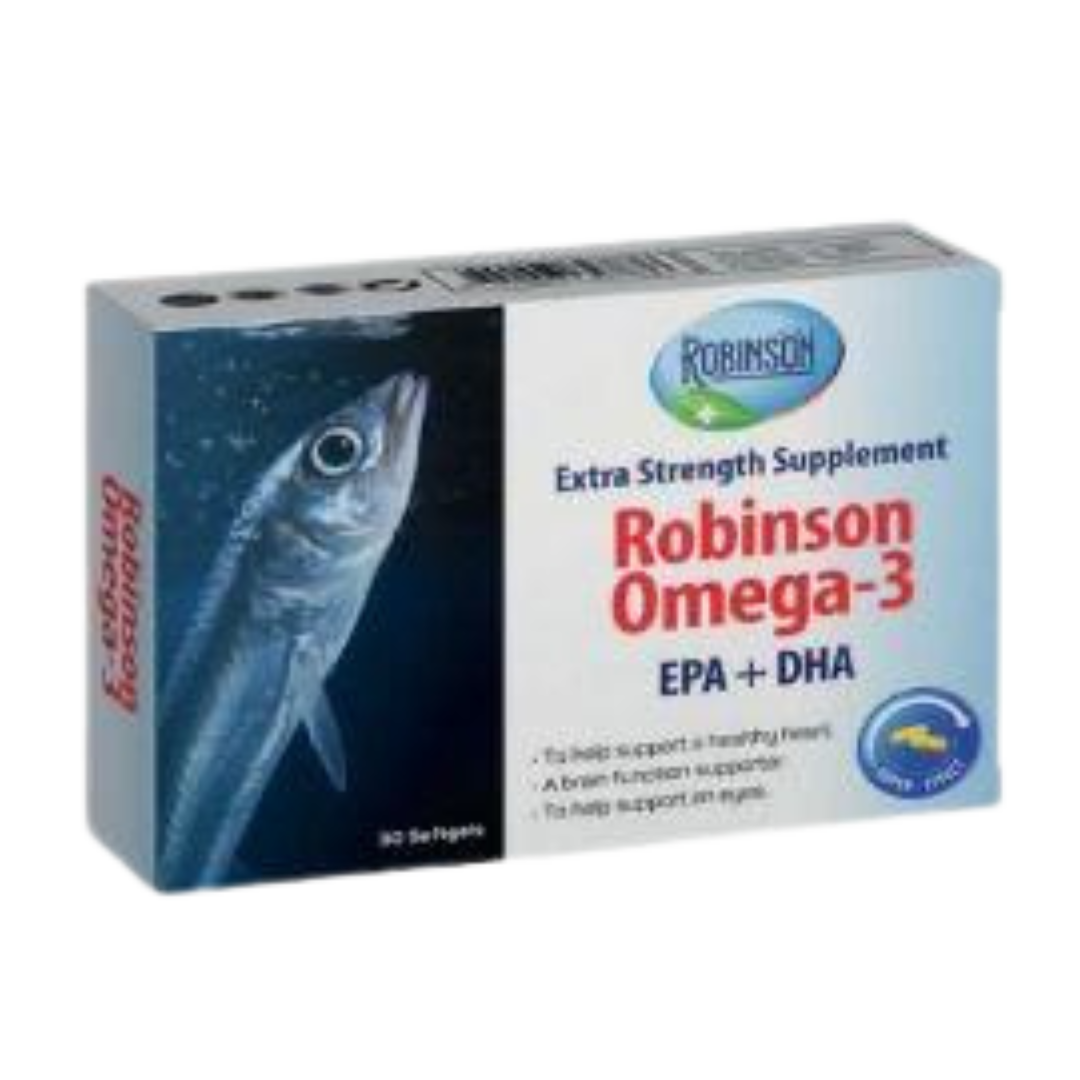 ROBINSON
Extra Strength Supplement
Robinson
Omega-3
EPA + DHA
· To help support a healthy heart.
· A brain function supporter.
· To help support an eyes.
30 Softgels
Robinson
Omega-3